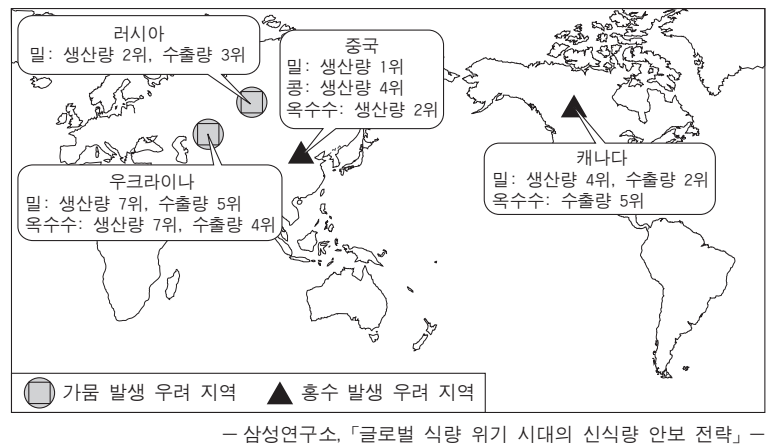 러시아
밀: 생산량 2위, 수출량 3위
중국
밀: 생산량 1위
콩: 생산량 4위
옥수수: 생산량 2위
우크라이나
밀: 생산량 7위, 수출량 5위
옥수수: 생산량 7위, 수출량 4위
캐나다
밀: 생산량 4위, 수출량 2위
옥수수: 수출량 5위
가뭄 발생 우려 지역
홍수 발생 우려 지역
— 삼성연구소, 「글로벌 식량 위기 시대의 신식량 안보 전략」 —